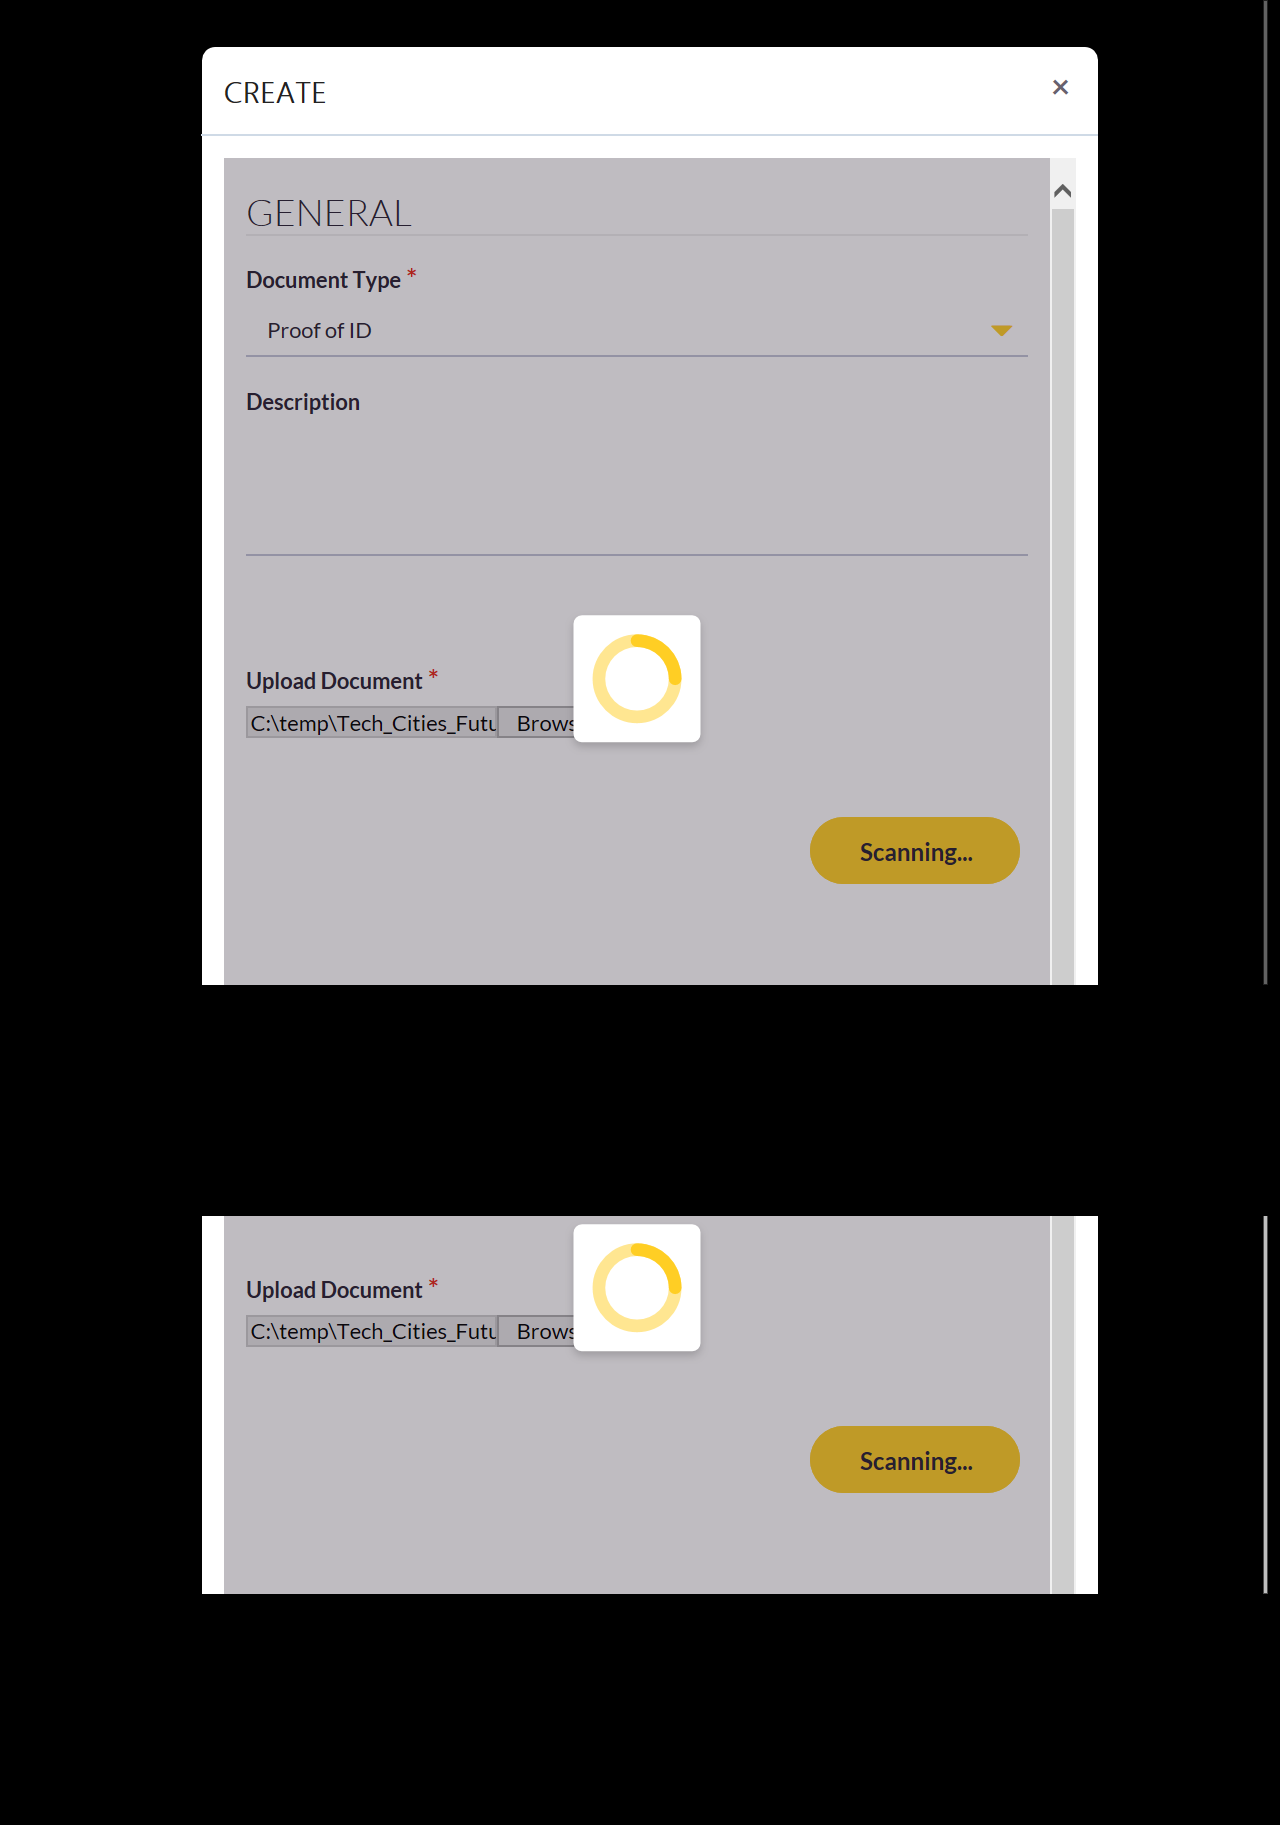 CREATE
GENERAL
Document Type *
Proof of ID
Description
Upload Document *
C:\temp\Tech_Cities_Futu Brows
Scanning...
Upload Document *
C:\temp\Tech_Cities_Futu Brows
Scanning...